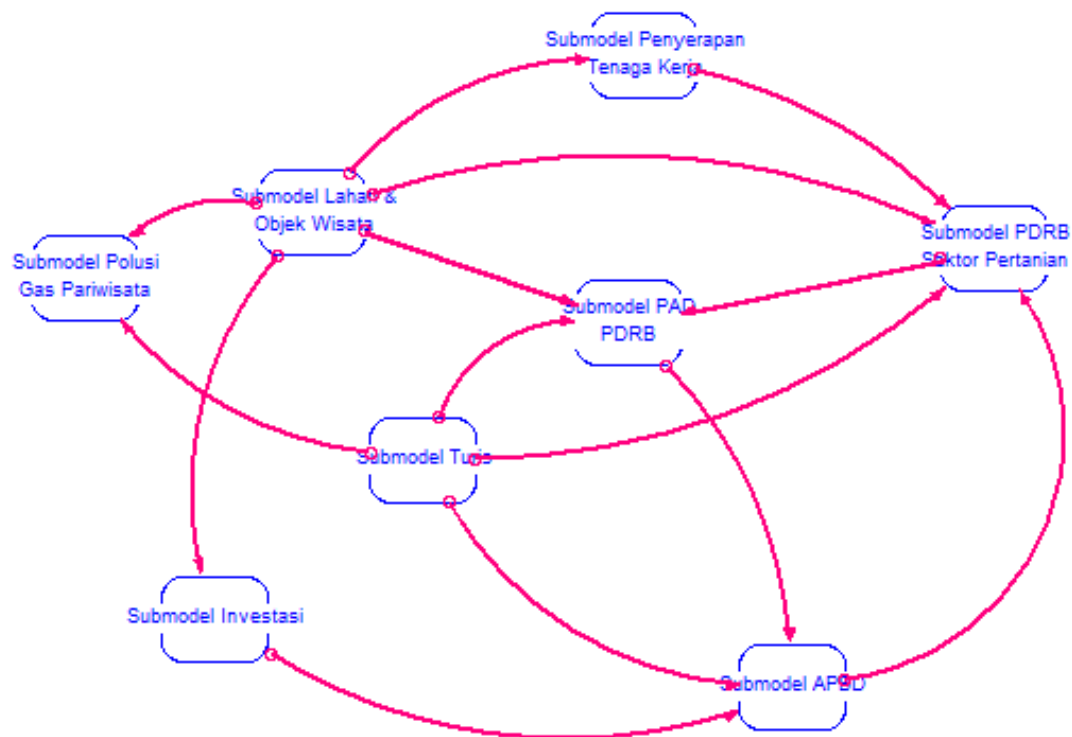 Submodel Penyerapan
Tenaga Kerja
Submodel Lahan &
Objek Wisata
Submodel PDRB
Sektor Pertanian
Submodel Polusi
Gas Pariwisata
Submodel PAD
PDRB
Submodel Turis
Submodel Investasi
Submodel APBD